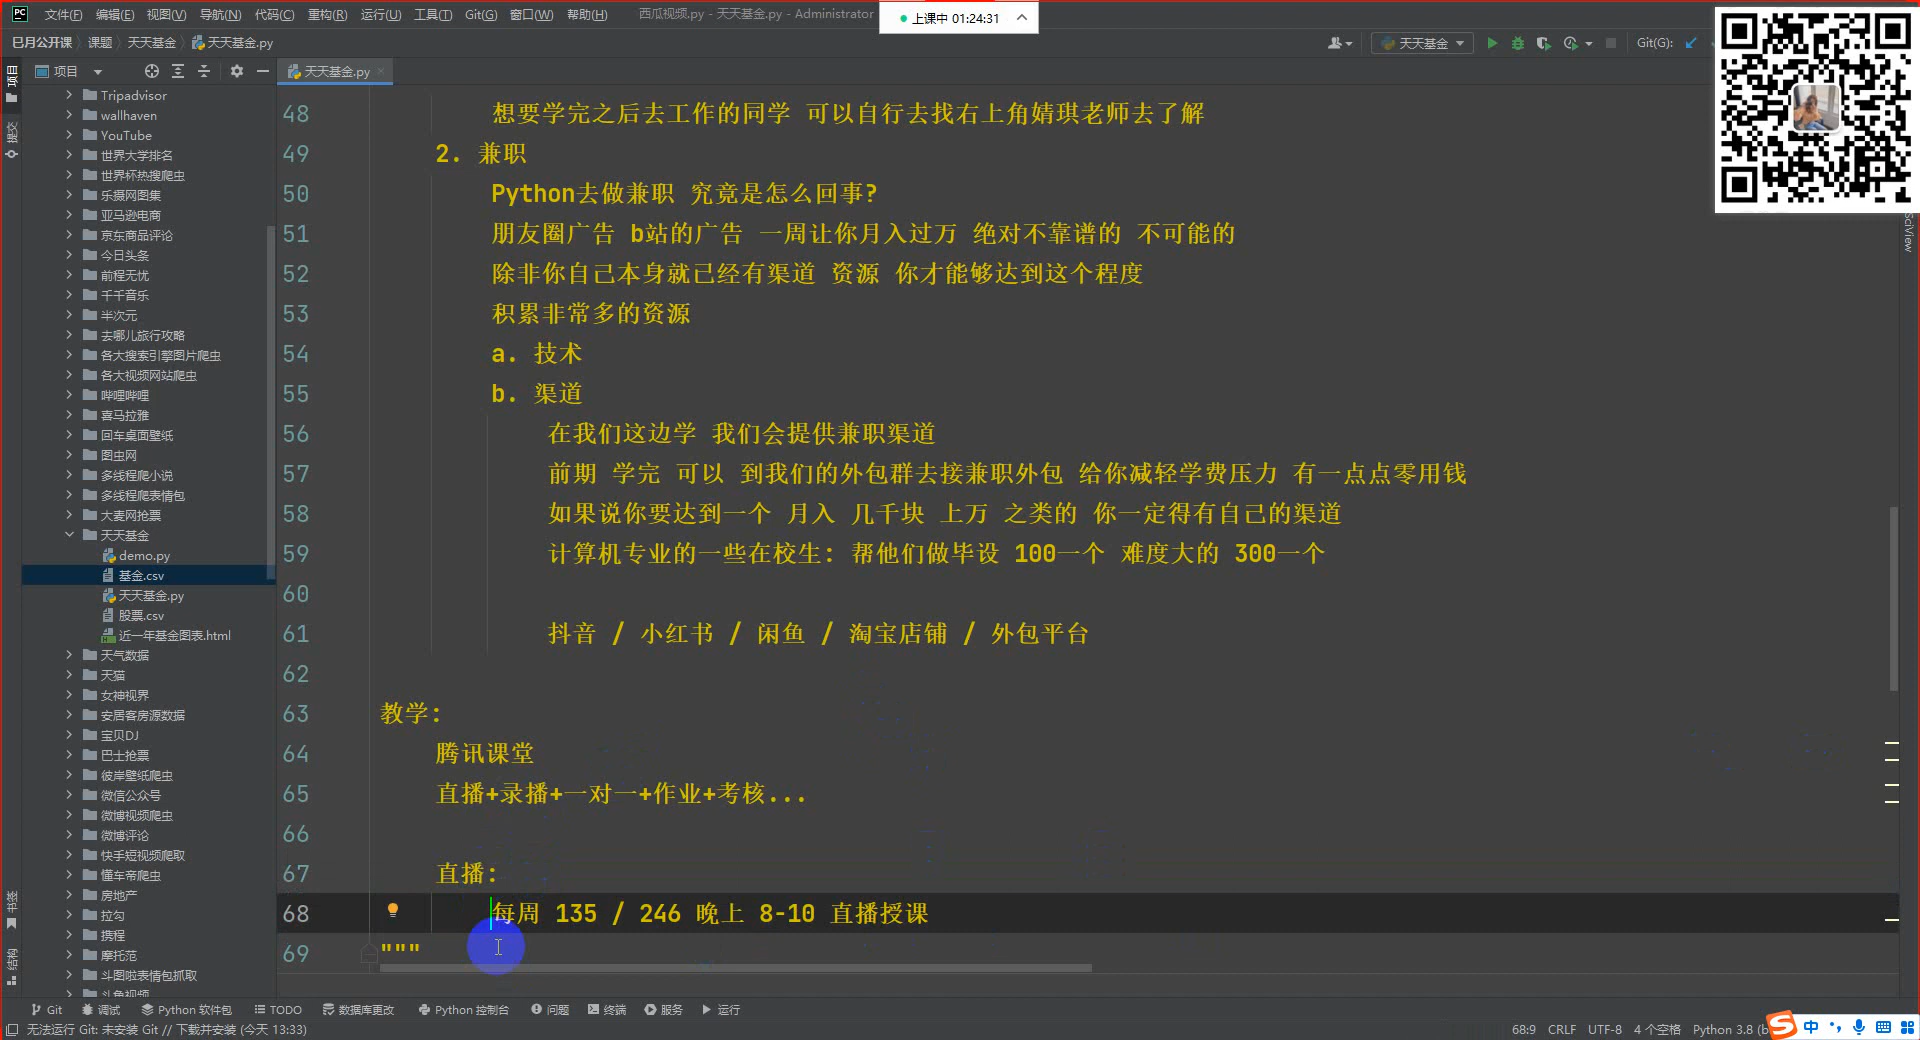 文件(F) 编辑(E) 视图(V) 导航(N) 代码(C) 重构(R) 运行(U) 工具(T) Git(G) 窗口(W) 帮助(H) 西瓜视频.py - 天天基金.py - Administrator
上课中 01:24:31
巳月公开课 课题 天天基金 天天基金.py
天天基金
Git(G):
项目
天天基金.py
项目
提交
书签
结构
SciView
Tripadvisor
wallhaven
YouTube
世界大学排名
世界杯热搜爬虫
乐摄网图集
亚马逊电商
京东商品评论
今日头条
前程无忧
千千音乐
半次元
去哪儿旅行攻略
各大搜索引擎图片爬虫
各大视频网站爬虫
哔哩哔哩
喜马拉雅
回车桌面壁纸
图虫网
多线程爬小说
多线程爬表情包
大麦网抢票
天天基金
demo.py
基金.csv
天天基金.py
股票.csv
近一年基金图表.html
天气数据
天猫
女神视界
安居客房源数据
宝贝DJ
巴士抢票
彼岸壁纸爬虫
微信公众号
微博视频爬虫
微博评论
快手短视频爬取
懂车帝爬虫
房地产
拉勾
携程
摩托范
斗图啦表情包抓取
斗鱼视频
48 想要学完之后去工作的同学 可以自行去找右上角婧琪老师去了解
49 2. 兼职
50 Python去做兼职 究竟是怎么回事?
51 朋友圈广告 b站的广告 一周让你月入过万 绝对不靠谱的 不可能的
52 除非你自己本身就已经有渠道 资源 你才能够达到这个程度
53 积累非常多的资源
54 a. 技术
55 b. 渠道
56 在我们这边学 我们会提供兼职渠道
57 前期 学完 可以 到我们的外包群去接兼职外包 给你减轻学费压力 有一点点零用钱
58 如果说你要达到一个 月入 几千块 上万 之类的 你一定得有自己的渠道
59 计算机专业的一些在校生: 帮他们做毕设 100一个 难度大的 300一个
60
61 抖音 / 小红书 / 闲鱼 / 淘宝店铺 / 外包平台
62
63 教学:
64 腾讯课堂
65 直播+录播+一对一+作业+考核...
66
67 直播:
68 每周 135 / 246 晚上 8-10 直播授课
69 """
Git 调试 Python 软件包 TODO 数据库更改 Python 控制台 问题 终端 服务 运行
无法运行 Git: 未安装 Git // 下载并安装 (今天 13:33)
68:9 CRLF UTF-8 4 个空格 Python 3.8 (b
中